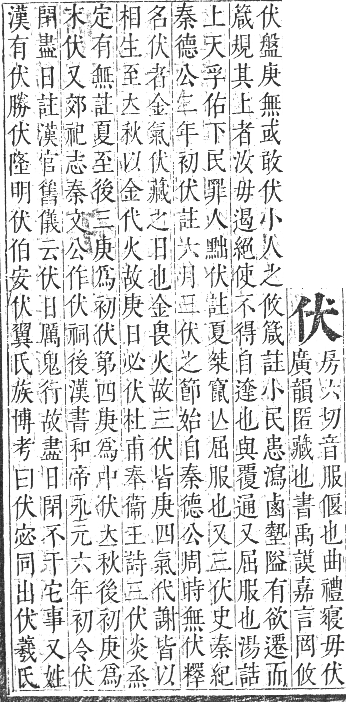 伏
房六切音服偃也曲禮寢毋伏
廣韻匿藏也書禹謨嘉言罔攸
伏盤庚無或敢伏小人之攸箴註小民患瀉鹵墊隘有欲遷而
箴規其上者汝毋遏絕使不得自達也與覆通又屈服也湯誥
上天孚佑下民罪人黜伏註夏桀竄亾屈服也又三伏史秦紀
秦德公二年初伏註六月三伏之節始自秦德公周時無伏釋
名伏者金氣伏藏之日也金畏火故三伏皆庚四氣代謝皆以
相生至立秋以金代火故庚日必伏杜甫奉衞王詩三伏炎蒸
定有無註夏至後三庚爲初伏第四庚爲中伏立秋後初庚爲
末伏又郊祀志秦文公作伏祠後漢書和帝永元六年初令伏
閉盡日註漢官舊儀云伏日厲鬼行故盡日閉不干它事又姓
漢有伏勝伏隆明伏伯安伏翼氏族博考曰伏宓同出伏羲氏